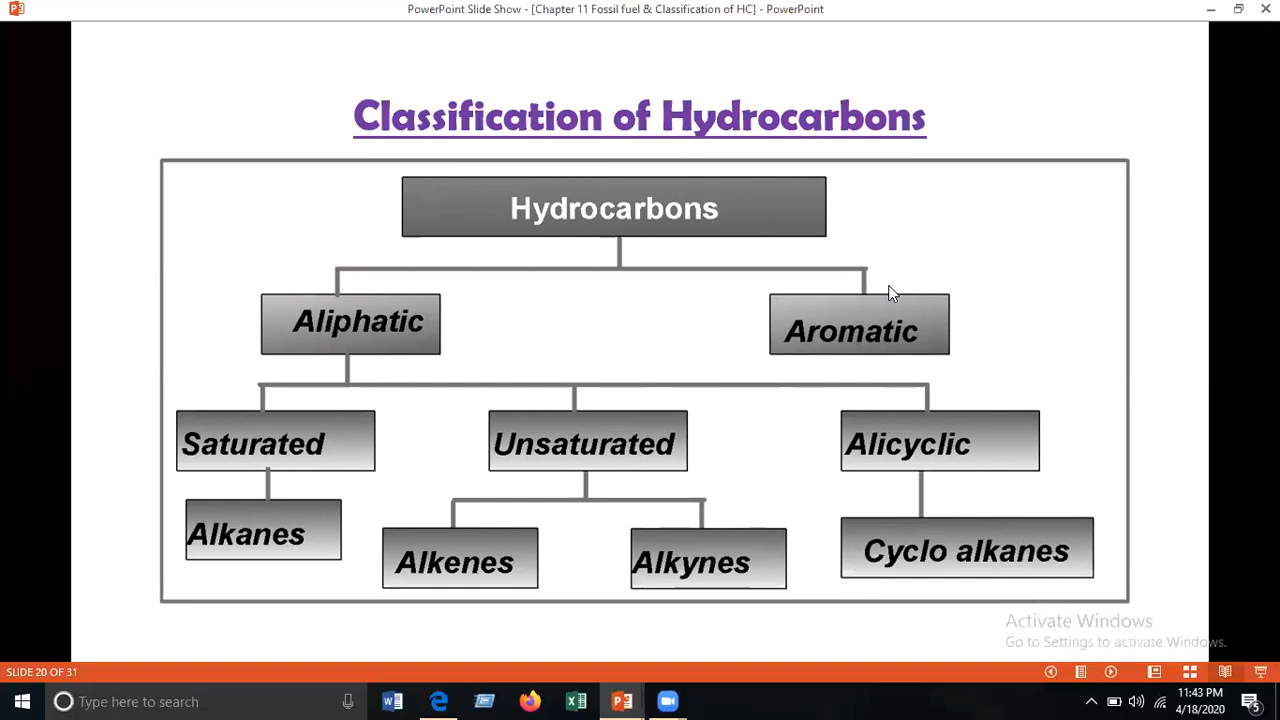 PowerPoint Slide Show - [Chapter 11 Fossil fuel & Classification of HC] - PowerPoint
Classification of Hydrocarbons
Hydrocarbons
Aliphatic
Aromatic
Saturated
Unsaturated
Alicyclic
Alkanes
Alkenes
Alkynes
Cyclo alkanes
Activate Windows
Go to Settings to activate Windows.
SLIDE 20 OF 31
Type here to search
11:43 PM
4/18/2020
5